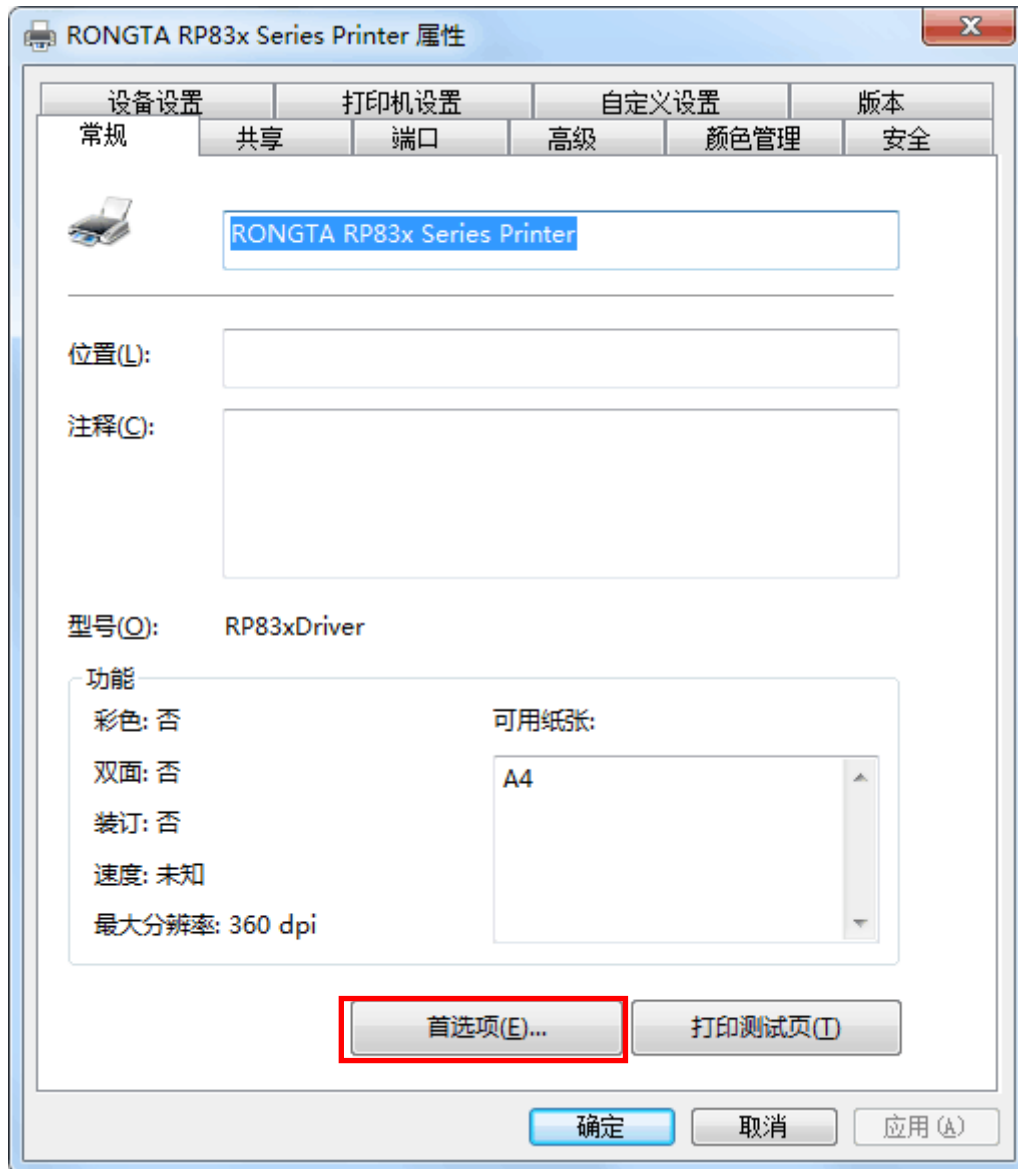 RONGTA RP83x Series Printer 属性
设备设置 打印机设置 自定义设置 版本
常规 共享 端口 高级 颜色管理 安全
RONGTA RP83x Series Printer
位置(L):
注释(C):
型号(O): RP83xDriver
功能
彩色: 否 可用纸张:
双面: 否 A4
装订: 否
速度: 未知
最大分辨率: 360 dpi
首选项(E)... 打印测试页(T)
确定 取消 应用(A)